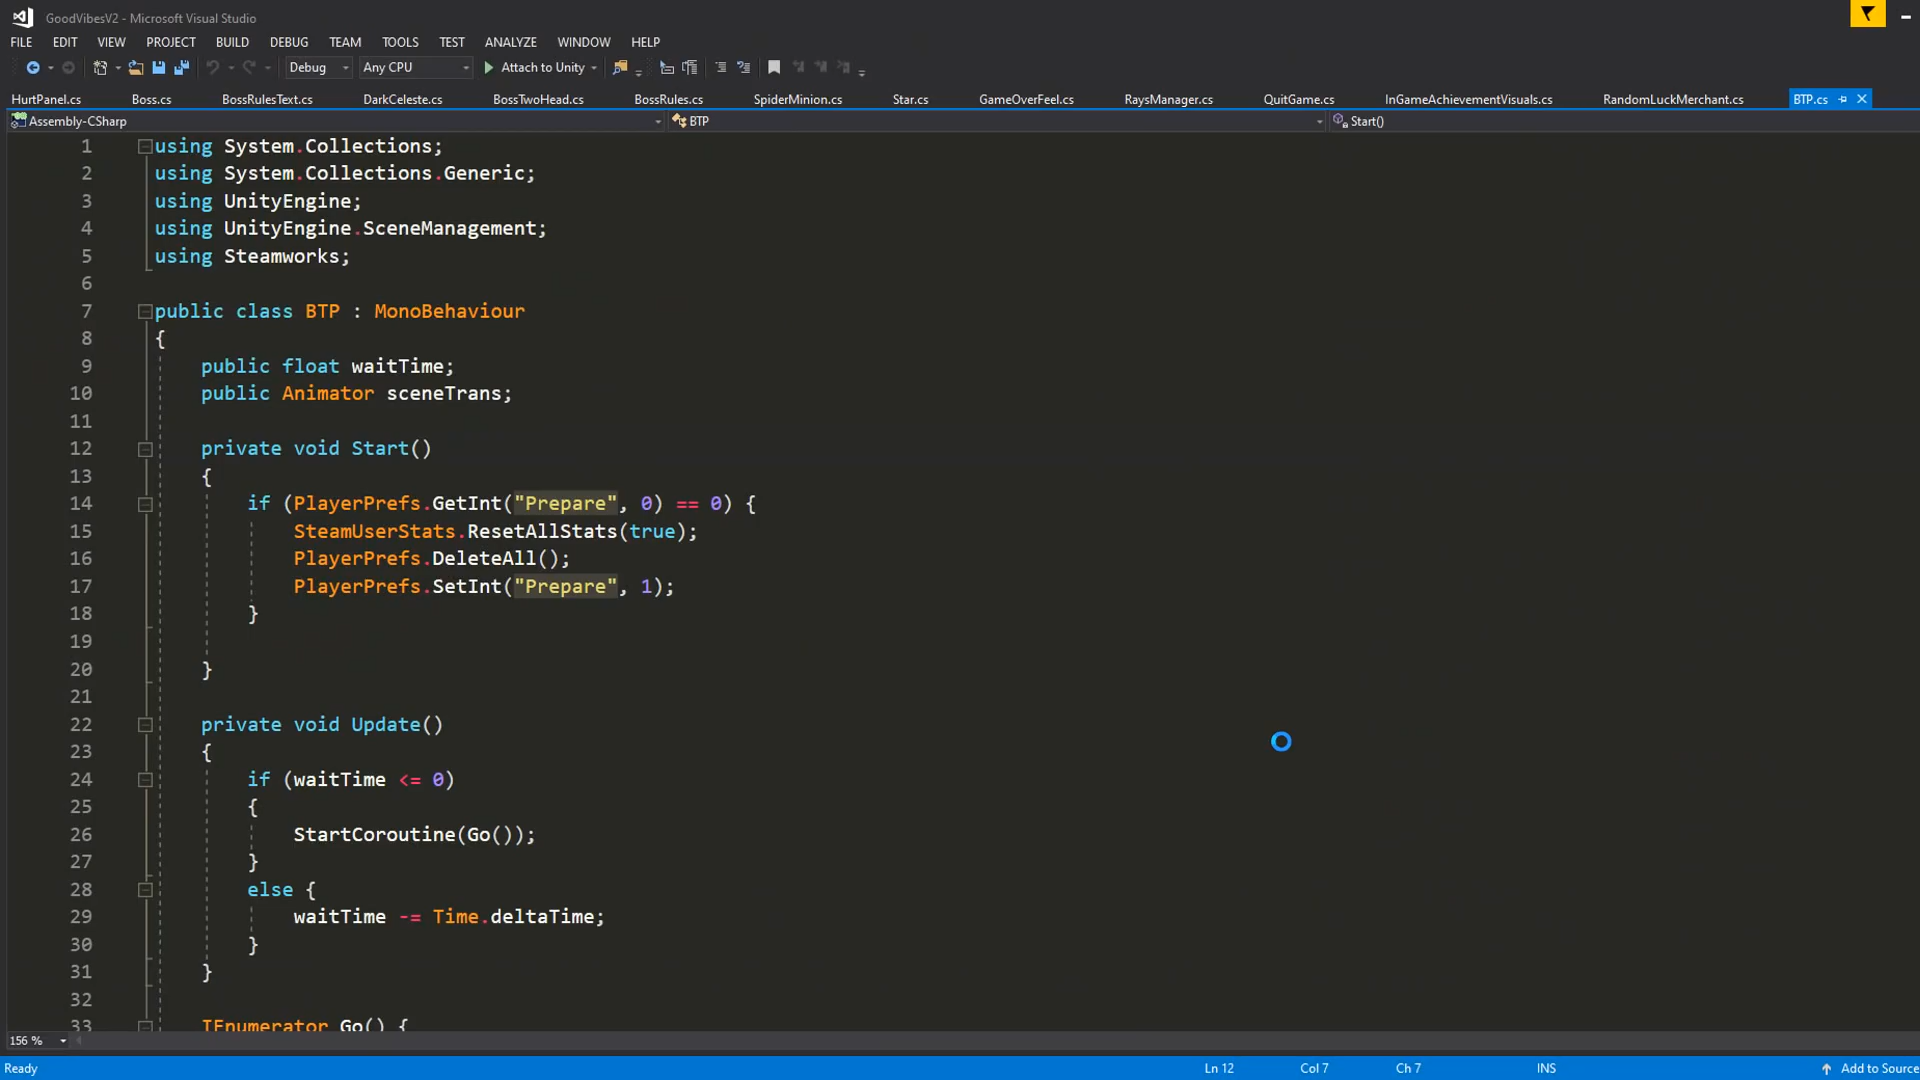 GoodVibesV2 - Microsoft Visual Studio
FILE EDIT VIEW PROJECT BUILD DEBUG TEAM TOOLS TEST ANALYZE WINDOW HELP
Debug Any CPU Attach to Unity
HurtPanel.cs Boss.cs BossRulesText.cs DarkCeleste.cs BossTwoHead.cs BossRules.cs SpiderMinion.cs Star.cs GameOverFeel.cs RaysManager.cs QuitGame.cs InGameAchievementVisuals.cs RandomLuckMerchant.cs BTP.cs
Assembly-CSharp BTP Start()
1 using System.Collections;
2 using System.Collections.Generic;
3 using UnityEngine;
4 using UnityEngine.SceneManagement;
5 using Steamworks;
6
7 public class BTP : MonoBehaviour
8 {
9 public float waitTime;
10 public Animator sceneTrans;
11
12 private void Start()
13 {
14 if (PlayerPrefs.GetInt("Prepare", 0) == 0) {
15 SteamUserStats.ResetAllStats(true);
16 PlayerPrefs.DeleteAll();
17 PlayerPrefs.SetInt("Prepare", 1);
18 }
19
20 }
21
22 private void Update()
23 {
24 if (waitTime <= 0)
25 {
26 StartCoroutine(Go());
27 }
28 else {
29 waitTime -= Time.deltaTime;
30 }
31 }
32
33 IEnumerator Go() {
156 %
Ready Ln 12 Col 7 Ch 7 INS Add to Source